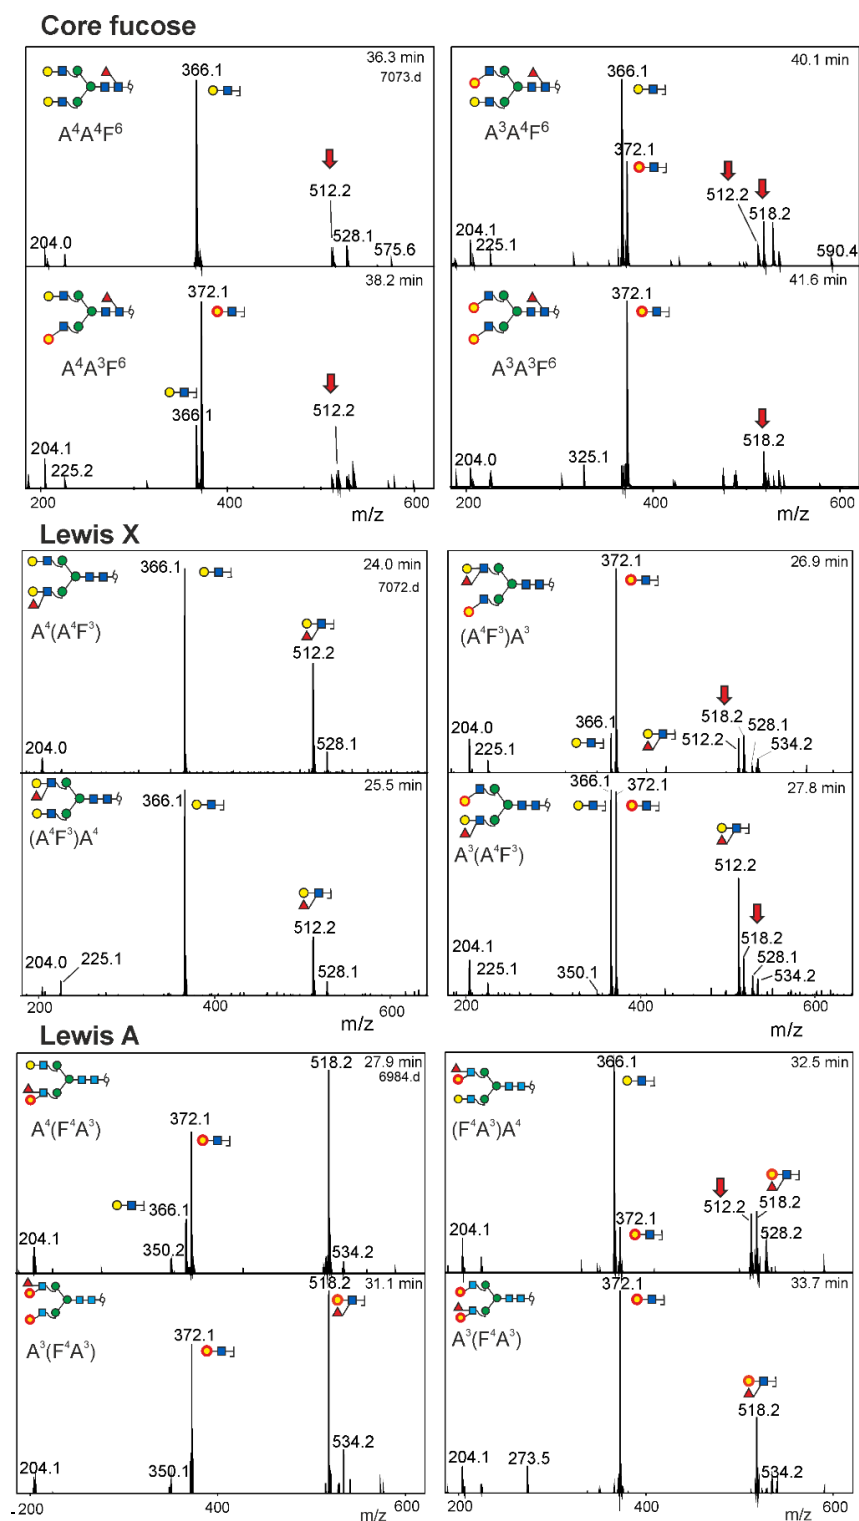 Core fucose
36.3 min
7073.d
366.1
A⁴A⁴F⁶
512.2
204.0
528.1
575.6
40.1 min
366.1
A³A⁴F⁶
372.1
512.2
518.2
204.1
225.1
590.4
38.2 min
372.1
A⁴A³F⁶
366.1
512.2
204.1
225.2
200
400
600
m/z
41.6 min
372.1
A³A³F⁶
518.2
204.0
325.1
400
600
m/z
Lewis X
24.0 min
7072.d
366.1
A⁴(A⁴F³)
512.2
204.0
528.1
26.9 min
372.1
(A⁴F³)A³
518.2
366.1
512.2
528.1
534.2
204.0
225.1
25.5 min
366.1
(A⁴F³)A⁴
512.2
204.0
225.1
528.1
200
400
600
m/z
27.8 min
366.1
372.1
A³(A⁴F³)
512.2
518.2
204.1
528.1
225.1
350.1
534.2
200
400
600
m/z
Lewis A
27.9 min
6984.d
518.2
A⁴(F⁴A³)
372.1
366.1
204.1
350.2
534.2
32.5 min
366.1
(F⁴A³)A⁴
512.2
518.2
372.1
204.1
528.2
31.1 min
518.2
A³(F⁴A³)
372.1
534.2
204.1
350.1
200
400
600
m/z
33.7 min
372.1
A³(F⁴A³)
518.2
204.1
273.5
534.2
200
400
600
m/z